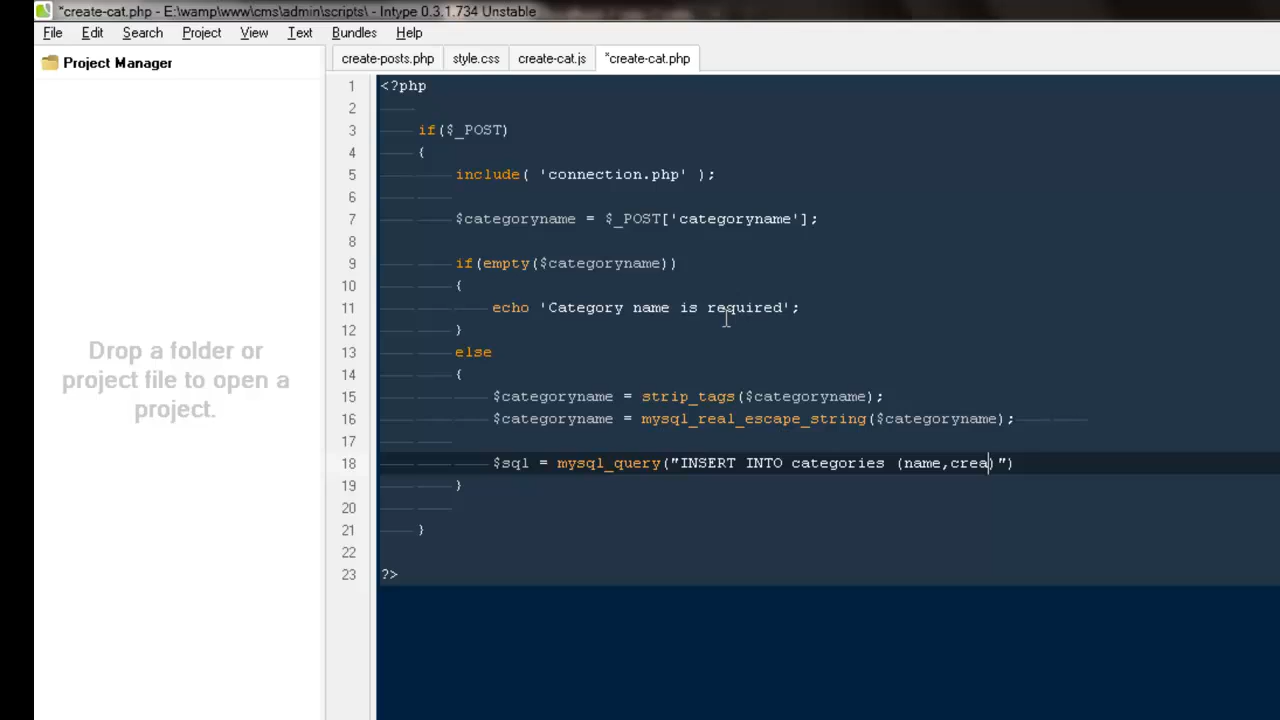 *create-cat.php - E:\wamp\www\cms\admin\scripts\ - Intype 0.3.1.734 Unstable
File Edit Search Project View Text Bundles Help
Project Manager
create-posts.php style.css create-cat.js *create-cat.php
Drop a folder or
project file to open a
project.
1 <?php
2
3 if($_POST)
4 {
5 include( 'connection.php' );
6
7 $categoryname = $_POST['categoryname'];
8
9 if(empty($categoryname))
10 {
11 echo 'Category name is required';
12 }
13 else
14 {
15 $categoryname = strip_tags($categoryname);
16 $categoryname = mysql_real_escape_string($categoryname);
17
18 $sql = mysql_query("INSERT INTO categories (name,crea)")
19 }
20
21 }
22
23 ?>